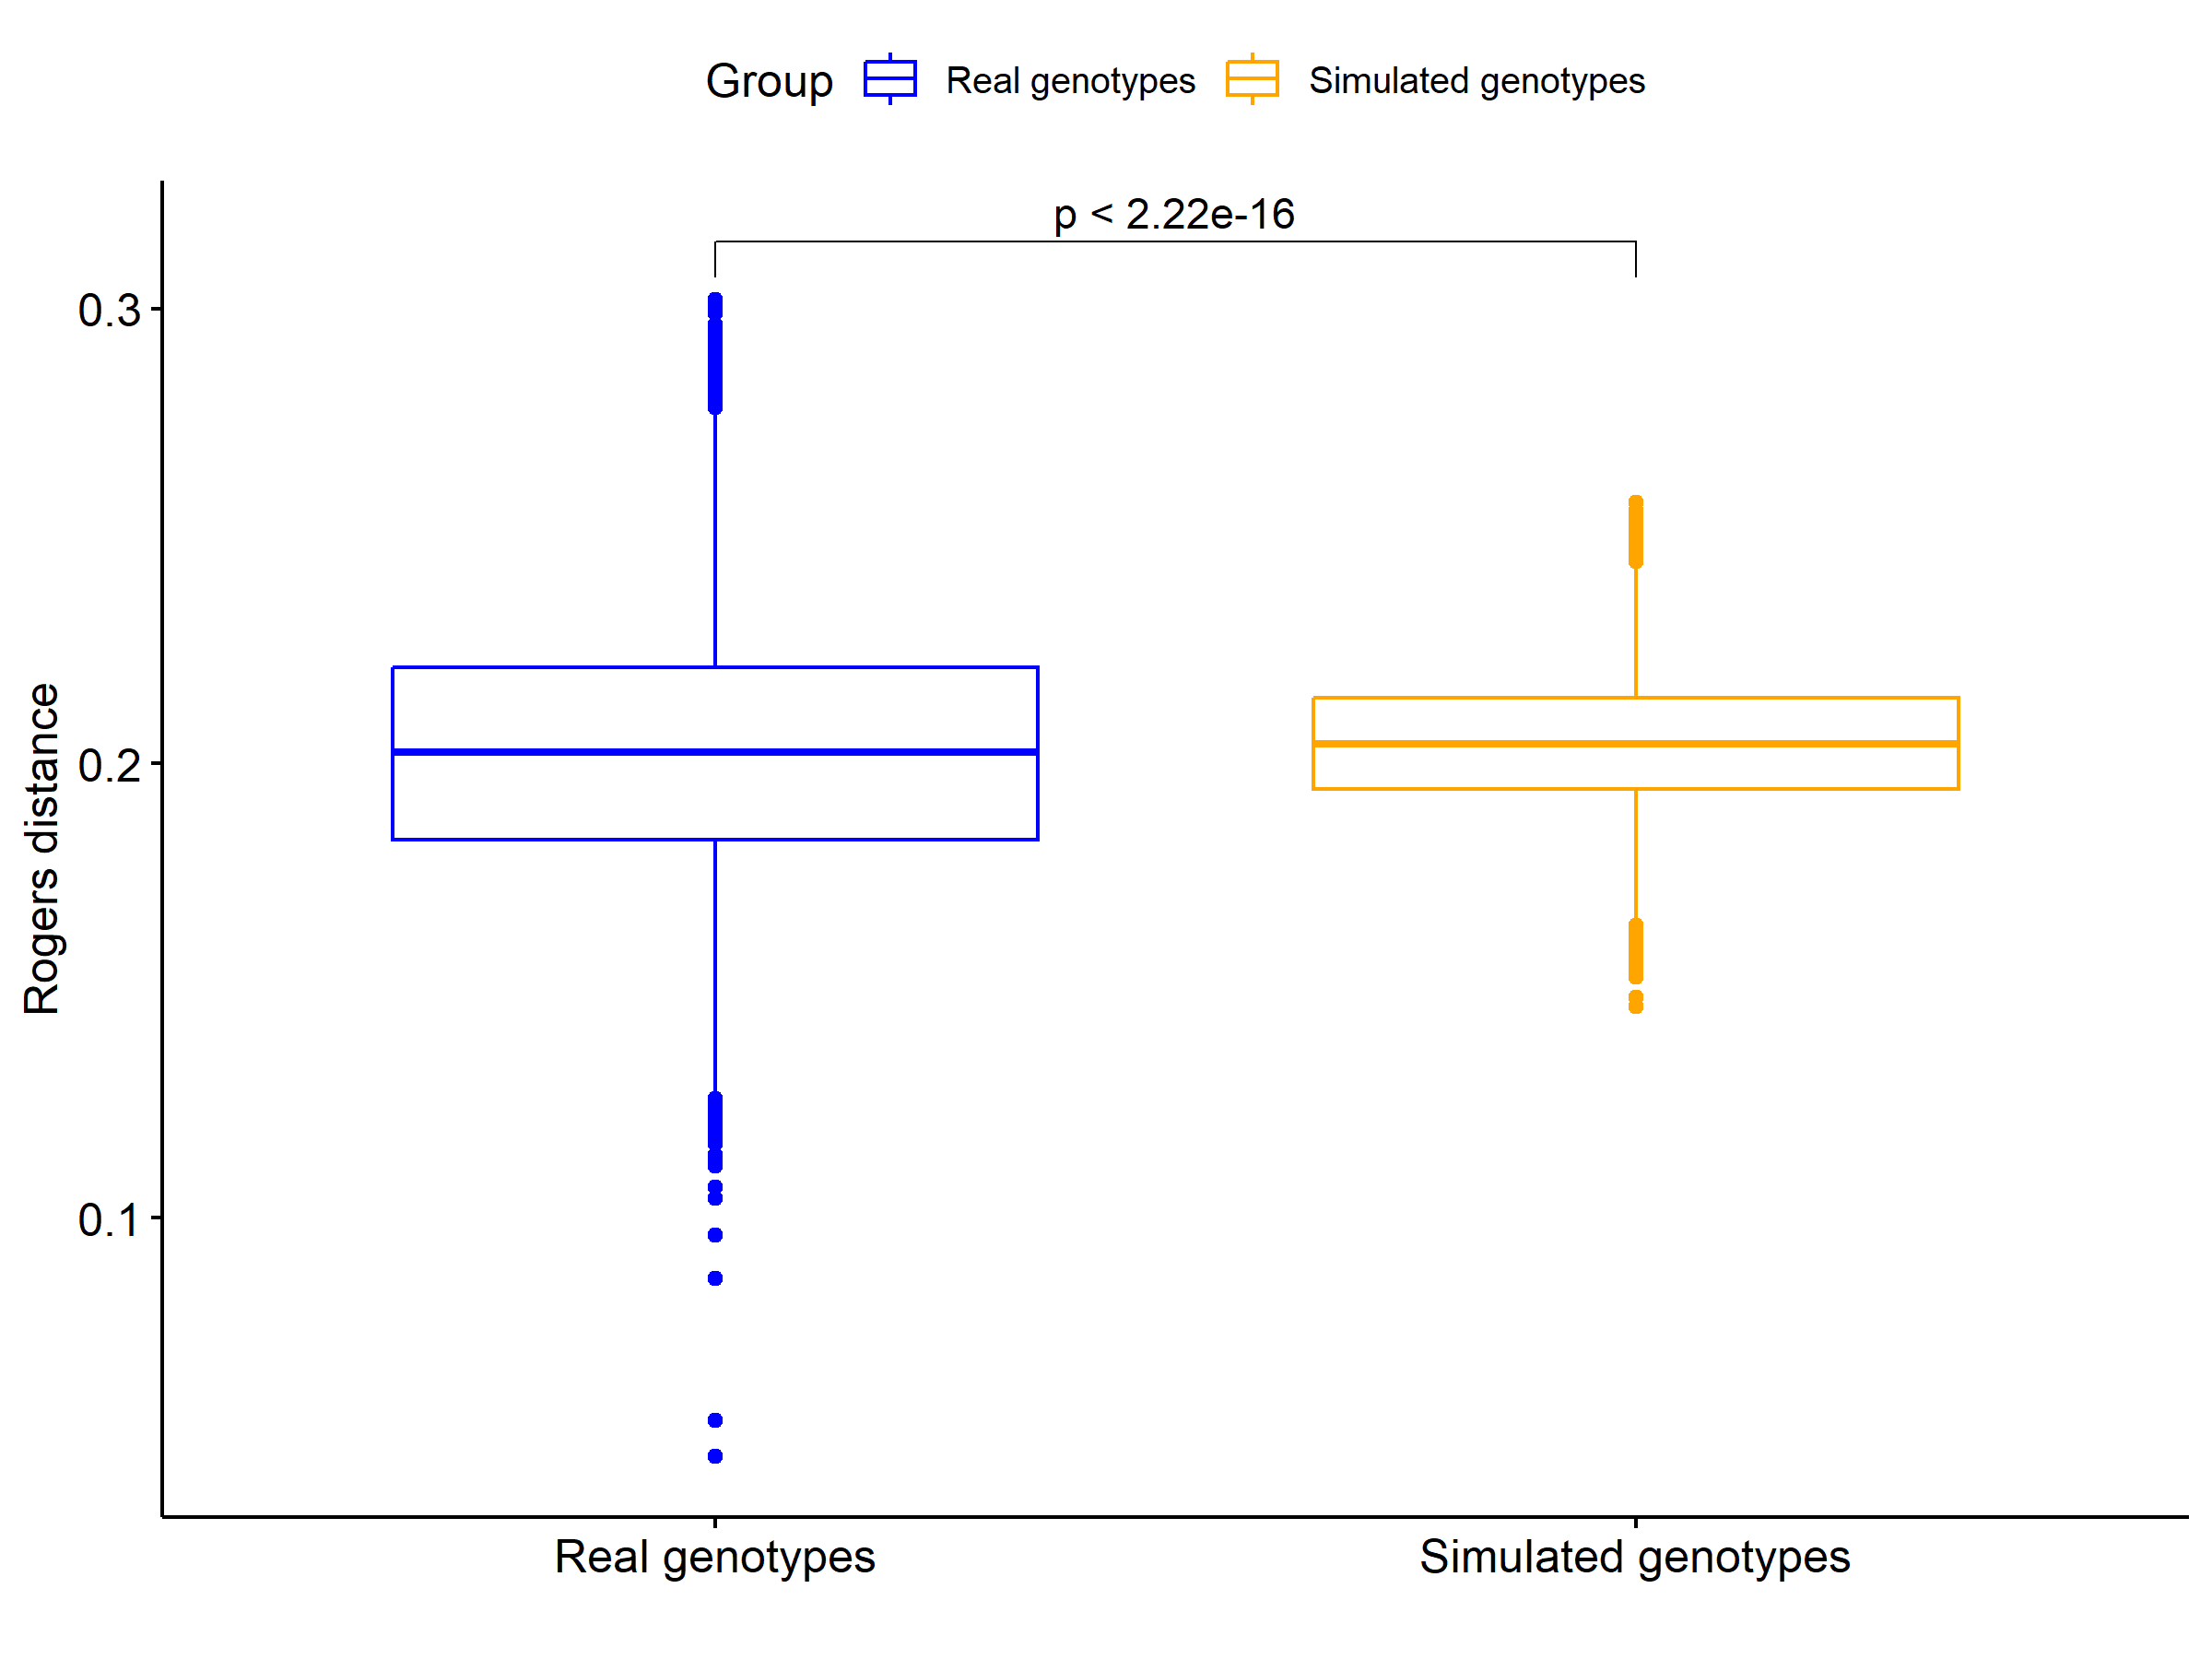 Group Real genotypes Simulated genotypes
p < 2.22e-16
0.3
0.2
0.1
Rogers distance
Real genotypes Simulated genotypes